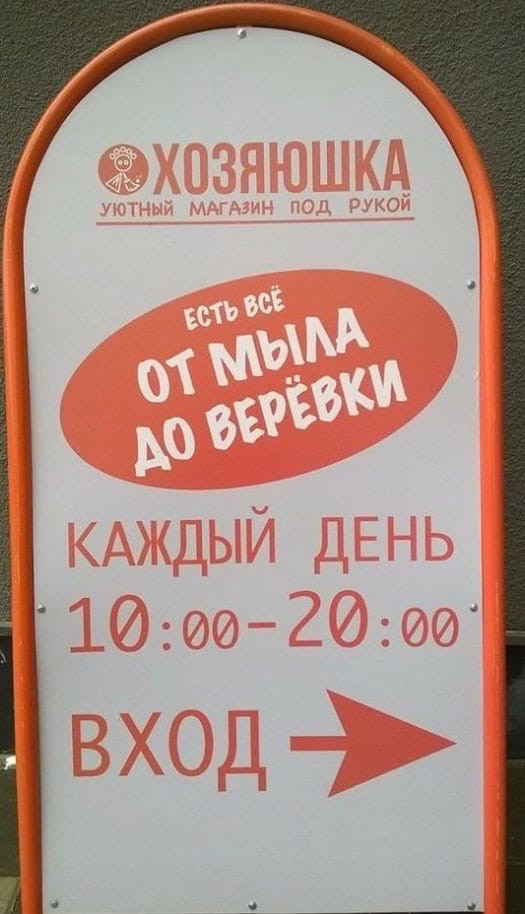 ХОЗЯЮШКА
УЮТНЫЙ МАГАЗИН ПОД РУКОЙ
ЕСТЬ ВСЁ
ОТ МЫЛА
ДО ВЕРЁВКИ
КАЖДЫЙ ДЕНЬ
10:00-20:00
ВХОД